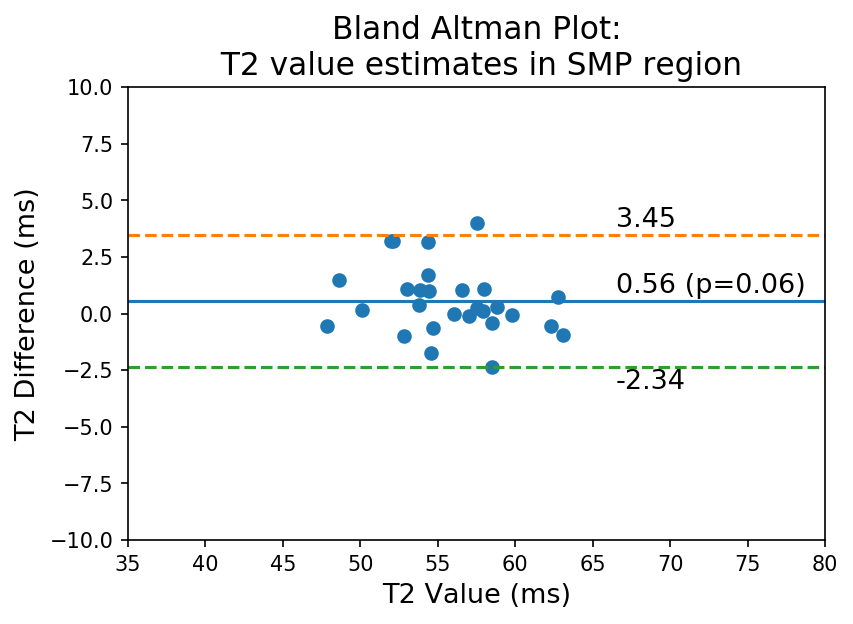 Bland Altman Plot:
T2 value estimates in SMP region
10.0
7.5
5.0
2.5
0.0
−2.5
−5.0
−7.5
−10.0
T2 Difference (ms)
3.45
0.56 (p=0.06)
-2.34
35 40 45 50 55 60 65 70 75 80
T2 Value (ms)